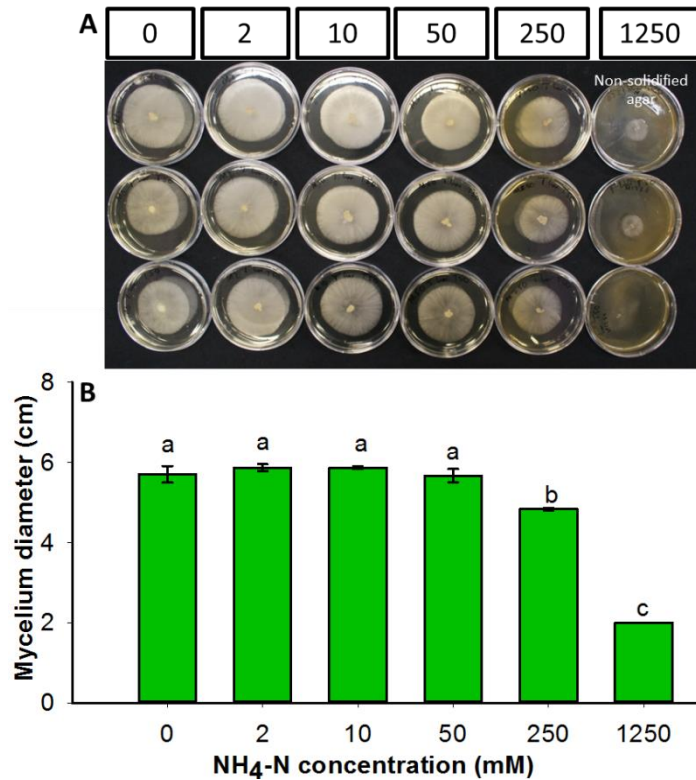 A 0 2 10 50 250 1250
Non-solidified
agar
B
8
6
4
2
0
Mycelium diameter (cm)
a a a a b c
0 2 10 50 250 1250
NH4-N concentration (mM)